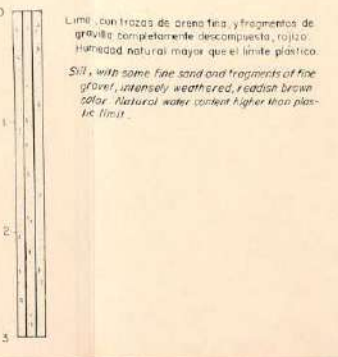 0
Limo, con trazas de arena fina, y fragmentos de
gravilla completamente descompuesta, rojizo.
Humedad natural mayor que el límite plástico.
Silt, with some fine sand and fragments of fine
gravel, intensely weathered, readish brown
color. Natural water content higher than plas-
tic limit.
1
2
3